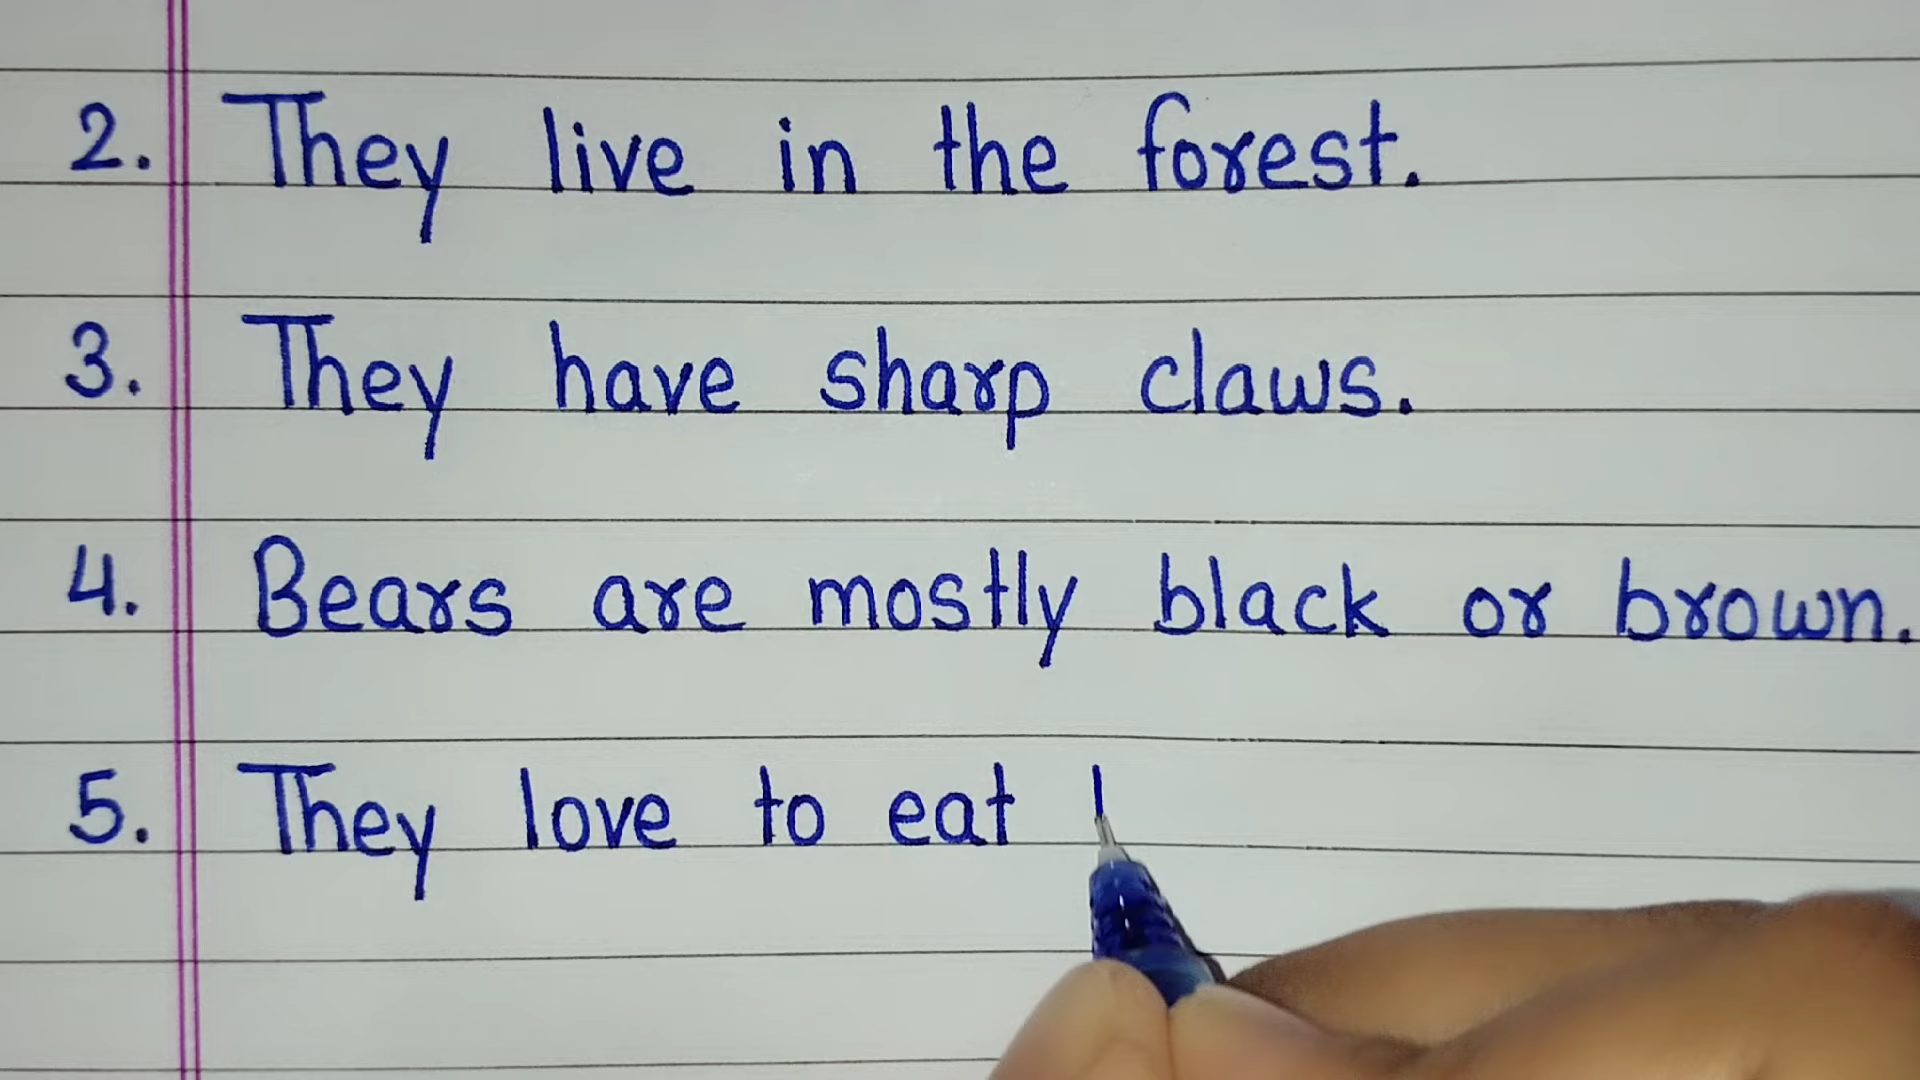 2. They live in the forest.
3. They have sharp claws.
4. Bears are mostly black or brown.
5. They love to eat